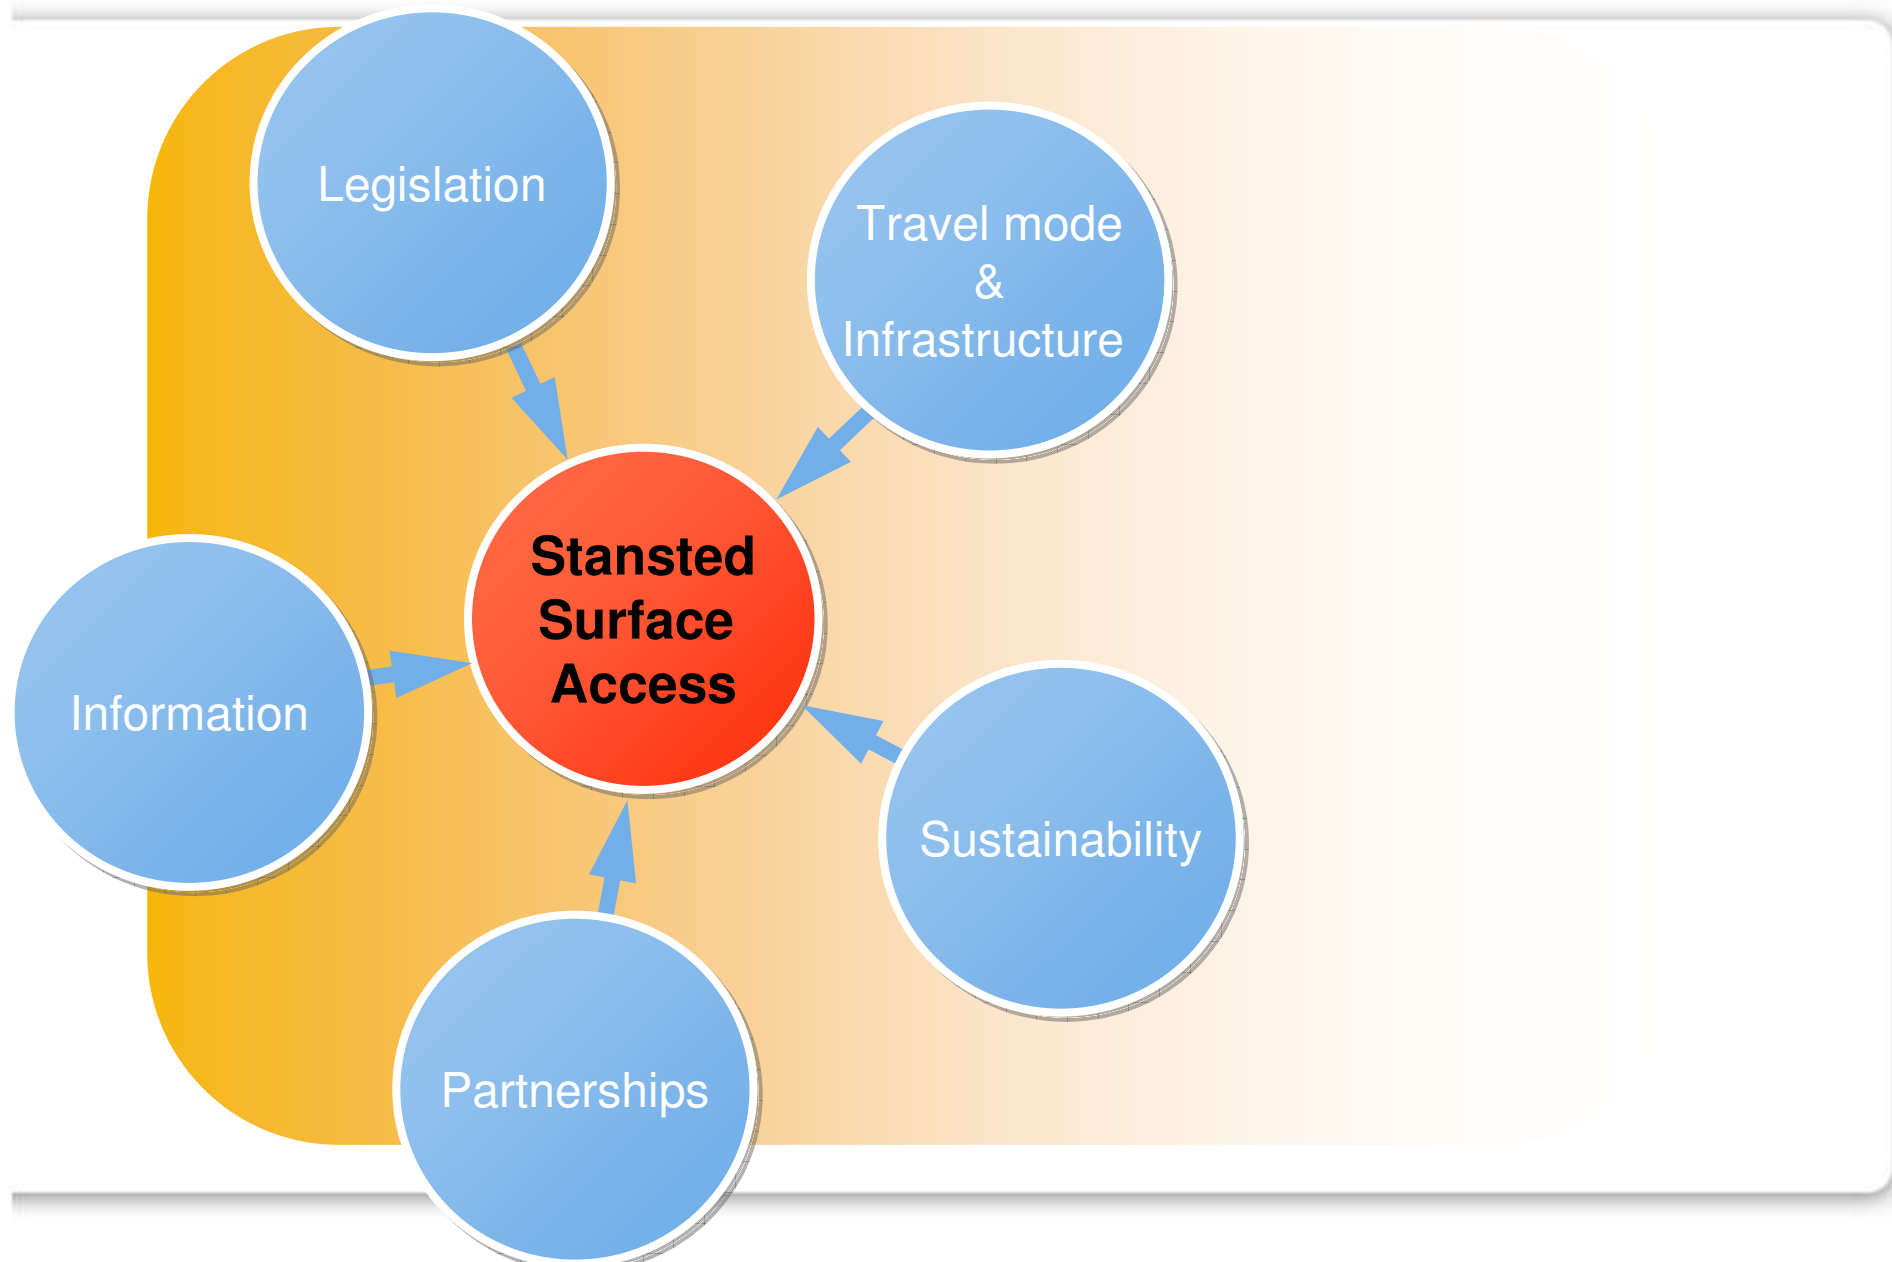 Legislation
Travel mode
&
Infrastructure
Stansted
Surface
Access
Information
Sustainability
Partnerships